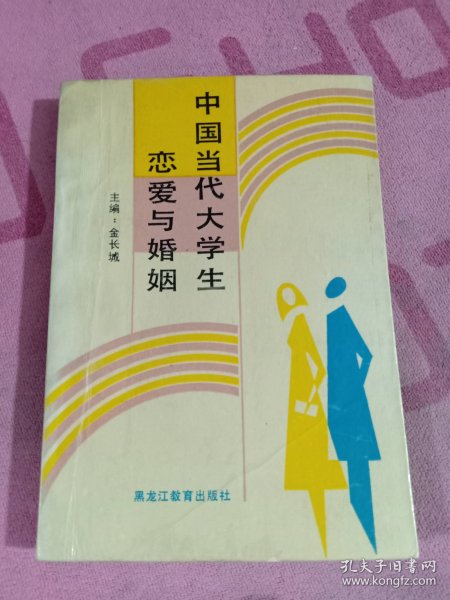 中国当代大学生
恋爱与婚姻
主编：金长城
黑龙江教育出版社
孔夫子旧书网
www.kongfz.com